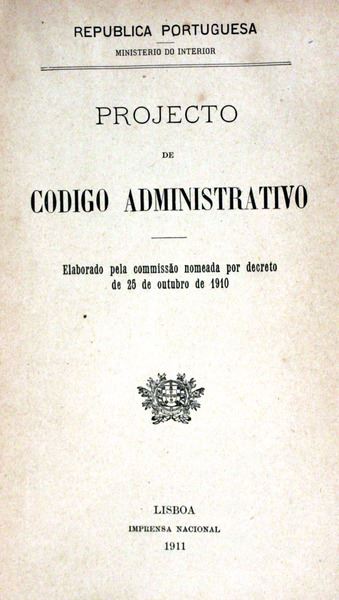 REPUBLICA PORTUGUESA
MINISTERIO DO INTERIOR
PROJECTO
DE
CODIGO ADMINISTRATIVO
Elaborado pela commissão nomeada por decreto
de 25 de outubro de 1910
LISBOA
IMPRENSA NACIONAL
1911